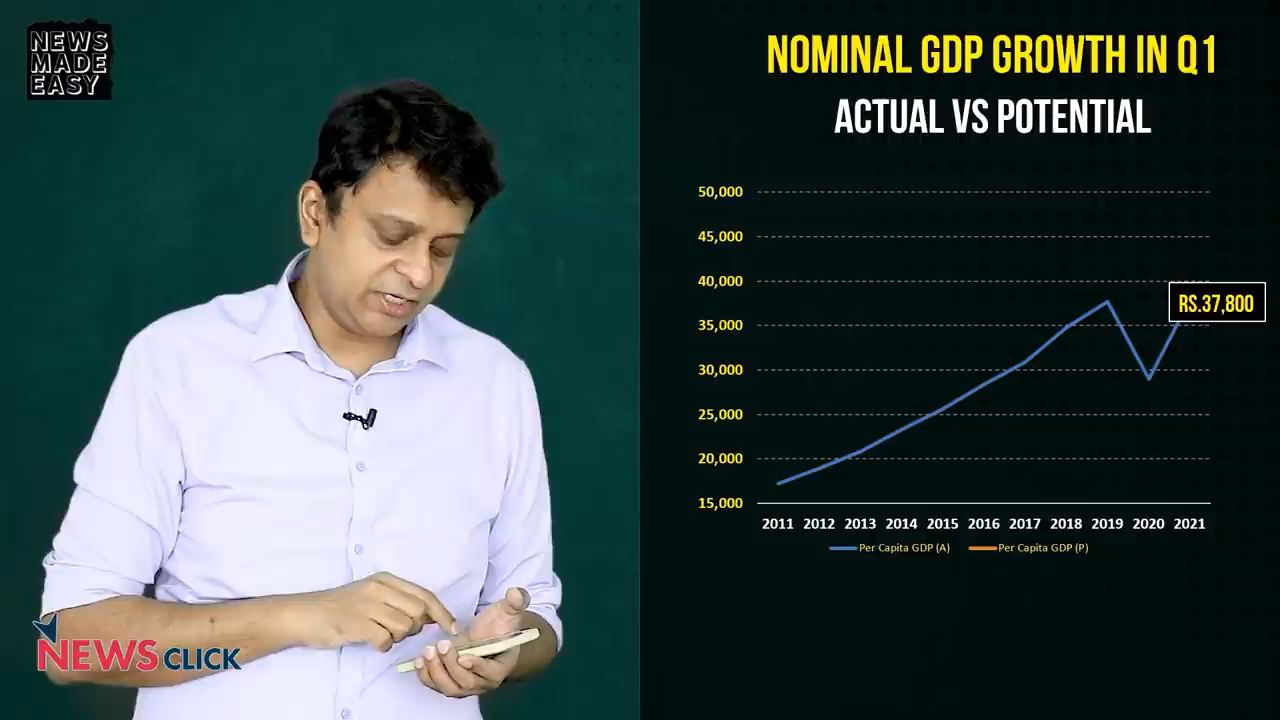 NEWS
MADE
EASY
NEWSCLICK
NOMINAL GDP GROWTH IN Q1
ACTUAL VS POTENTIAL
50,000
45,000
40,000
35,000
30,000
25,000
20,000
15,000
RS.37,800
2011 2012 2013 2014 2015 2016 2017 2018 2019 2020 2021
Per Capita GDP (A) Per Capita GDP (P)